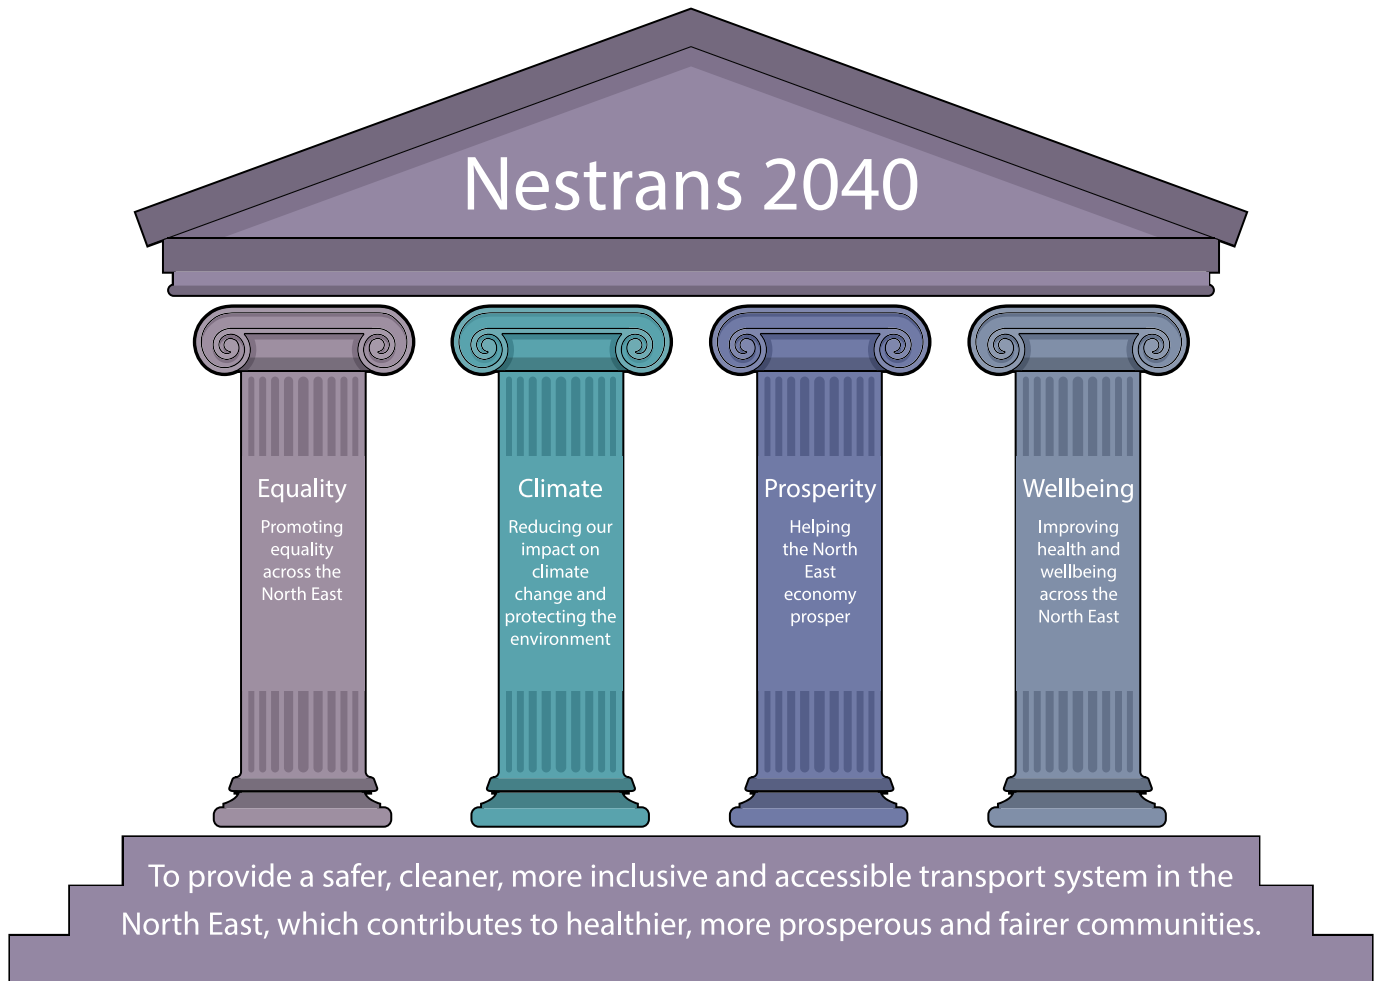 Nestrans 2040
Equality
Promoting
equality
across the
North East
Climate
Reducing our
impact on
climate
change and
protecting the
environment
Prosperity
Helping
the North
East
economy
prosper
Wellbeing
Improving
health and
wellbeing
across the
North East
To provide a safer, cleaner, more inclusive and accessible transport system in the
North East, which contributes to healthier, more prosperous and fairer communities.